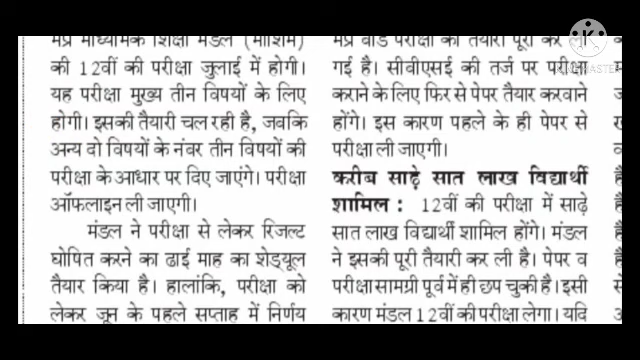 मप्र माध्यमिक शिक्षा मंडल (माशिमं)
की 12वीं की परीक्षा जुलाई में होगी।
यह परीक्षा मुख्य तीन विषयों के लिए
होगी। इसकी तैयारी चल रही है, जबकि
अन्य दो विषयों के नंबर तीन विषयों की
परीक्षा के आधार पर दिए जाएंगे। परीक्षा
ऑफलाइन ली जाएगी।
मंडल ने परीक्षा से लेकर रिजल्ट
घोषित करने का ढाई माह का शेड्यूल
तैयार किया है। हालांकि, परीक्षा को
लेकर जून के पहले सप्ताह में निर्णय
मप्र बोर्ड परीक्षा की तैयारी पूरी कर ली
गई है। सीबीएसई की तर्ज पर परीक्षा
कराने के लिए फिर से पेपर तैयार करवाने
होंगे। इस कारण पहले के ही पेपर से
परीक्षा ली जाएगी।
करीब साढ़े सात लाख विद्यार्थी
शामिल : 12वीं की परीक्षा में साढ़े
सात लाख विद्यार्थी शामिल होंगे। मंडल
ने इसकी पूरी तैयारी कर ली है। पेपर व
परीक्षा सामग्री पूर्व में ही छप चुकी है। इसी
कारण मंडल 12वीं की परीक्षा लेगा। यदि